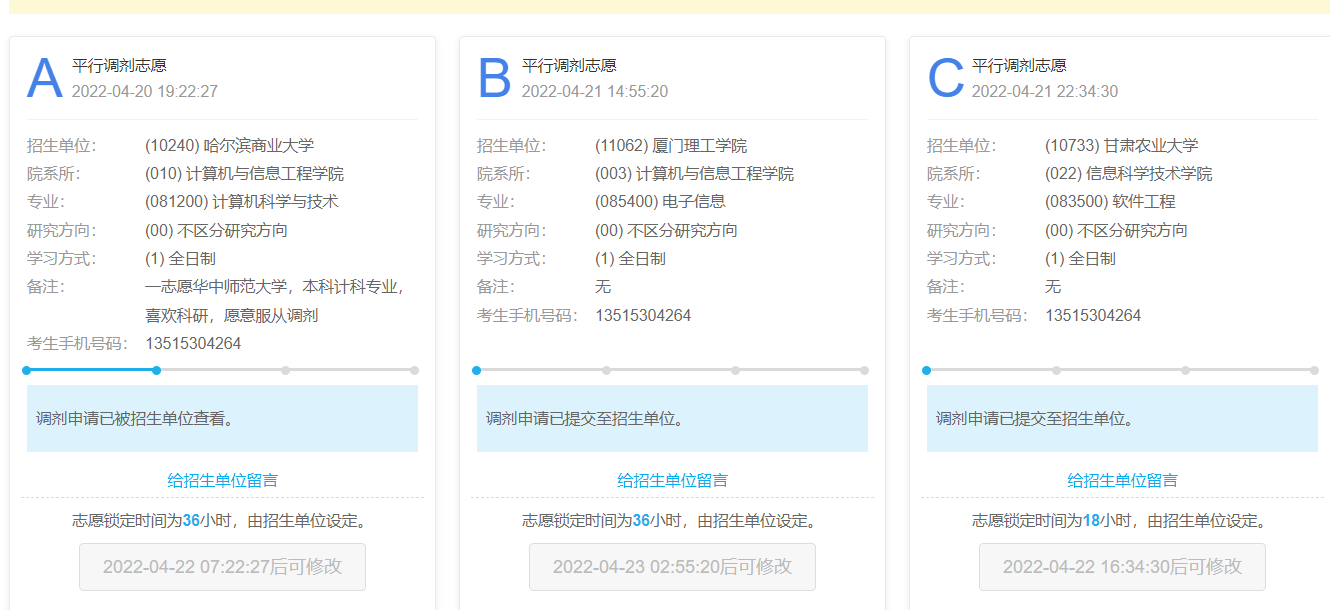 A 平行调剂志愿
2022-04-20 19:22:27
招生单位： (10240) 哈尔滨商业大学
院系所： (010) 计算机与信息工程学院
专业： (081200) 计算机科学与技术
研究方向： (00) 不区分研究方向
学习方式： (1) 全日制
备注： 一志愿华中师范大学，本科计科专业，
喜欢科研，愿意服从调剂
考生手机号码： 13515304264
调剂申请已被招生单位查看。
给招生单位留言
志愿锁定时间为36小时，由招生单位设定。
2022-04-22 07:22:27后可修改
B 平行调剂志愿
2022-04-21 14:55:20
招生单位： (11062) 厦门理工学院
院系所： (003) 计算机与信息工程学院
专业： (085400) 电子信息
研究方向： (00) 不区分研究方向
学习方式： (1) 全日制
备注： 无
考生手机号码： 13515304264
调剂申请已提交至招生单位。
给招生单位留言
志愿锁定时间为36小时，由招生单位设定。
2022-04-23 02:55:20后可修改
C 平行调剂志愿
2022-04-21 22:34:30
招生单位： (10733) 甘肃农业大学
院系所： (022) 信息科学技术学院
专业： (083500) 软件工程
研究方向： (00) 不区分研究方向
学习方式： (1) 全日制
备注： 无
考生手机号码： 13515304264
调剂申请已提交至招生单位。
给招生单位留言
志愿锁定时间为18小时，由招生单位设定。
2022-04-22 16:34:30后可修改